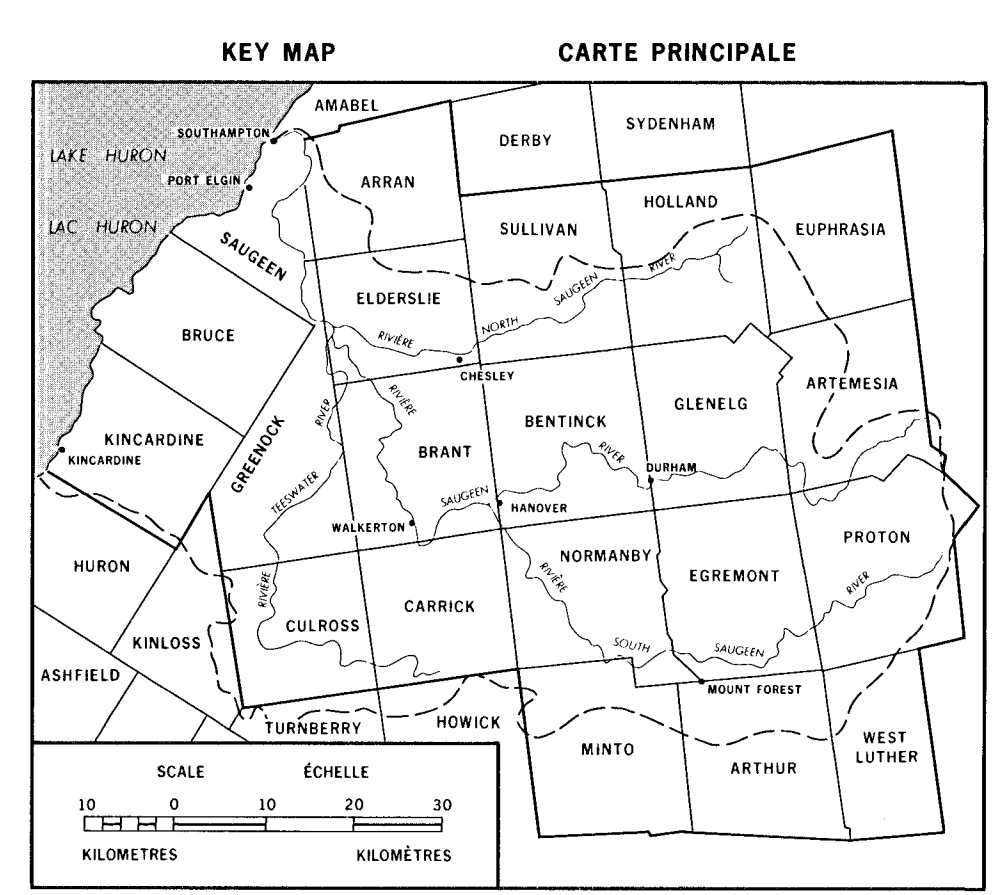 KEY MAP
CARTE PRINCIPALE
AMABEL
SOUTHAMPTON
DERBY
SYDENHAM
LAKE HURON
PORT ELGIN
ARRAN
HOLLAND
LAC HURON
SAUGEEN
SULLIVAN
EUPHRASIA
ELDERSLIE
RIVIÈRE
NORTH
SAUGEEN
RIVER
BRUCE
CHESLEY
ARTEMESIA
GLENELG
RIVIÈRE
RIVER
BENTINCK
KINCARDINE
KINCARDINE
GREENOCK
BRANT
RIVER
DURHAM
TEESWATER
SAUGEEN
HANOVER
WALKERTON
PROTON
NORMANBY
HURON
EGREMONT
RIVIÈRE
RIVIÈRE
RIVER
CARRICK
CULROSS
KINLOSS
SOUTH
SAUGEEN
ASHFIELD
MOUNT FOREST
TURNBERRY
HOWICK
MINTO
WEST
LUTHER
ARTHUR
SCALE
ÉCHELLE
10 0 10 20 30
KILOMETRES
KILOMÈTRES